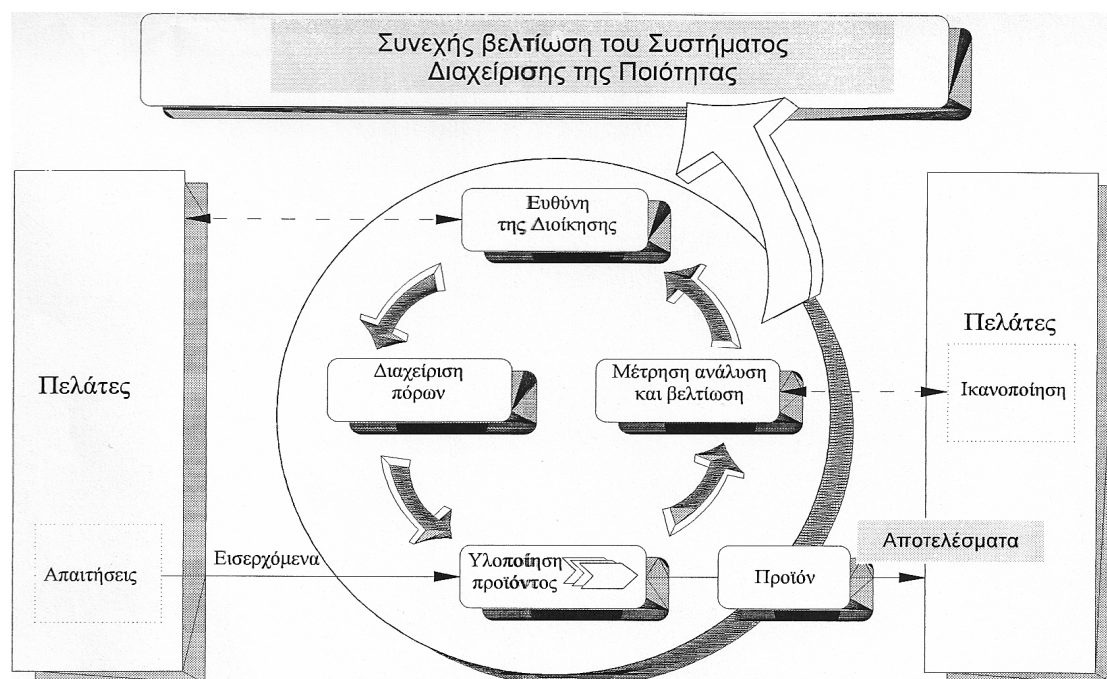 Συνεχής βελτίωση του Συστήματος
Διαχείρισης της Ποιότητας
Ευθύνη
της Διοίκησης
Πελάτες
Πελάτες
Διαχείριση
πόρων
Μέτρηση ανάλυση
και βελτίωση
Ικανοποίηση
Απαιτήσεις
Εισερχόμενα
Υλοποίηση
προϊόντος
Προϊόν
Αποτελέσματα